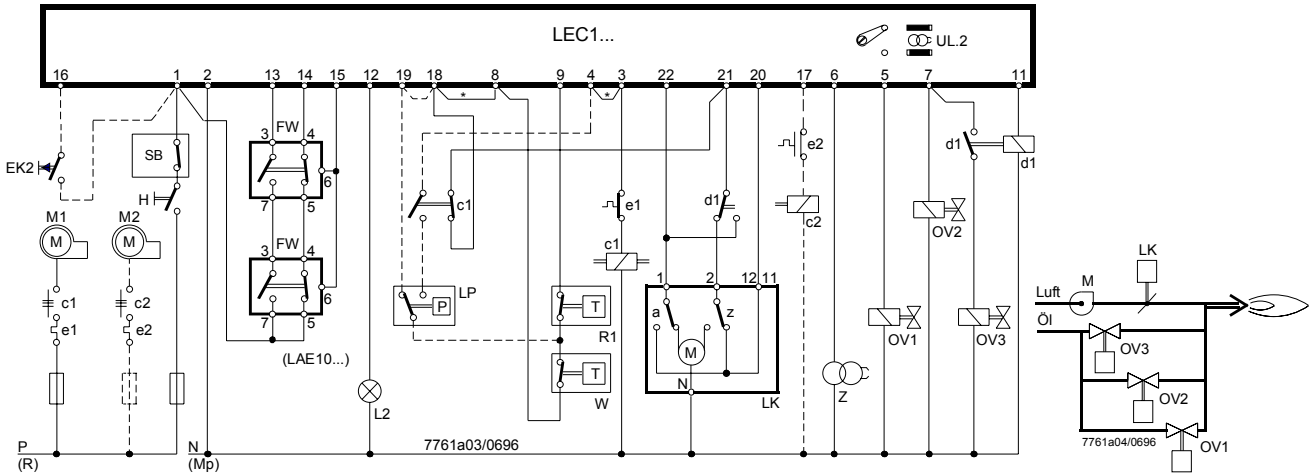 LEC1...
UL.2
16 1 2 13 14 15 12 19 18 8 9 4 3 22 21 20 17 6 5 7 11
* *
3 FW 4
SB
EK2
6
H
7 5
M1 M2
M M
3 FW 4
c1 c2
6
e1 e2
7 5
(LAE10...)
L2
c1
LP
P
e1
c1
T
R1
T
W
d1
1 2 12 11
a z
M
N
LK
e2
c2
Z
OV1
OV2
d1
d1
OV3
P
(R)
N
(Mp)
7761a03/0696
LK
Luft M
Öl
OV3
OV2
OV1
7761a04/0696